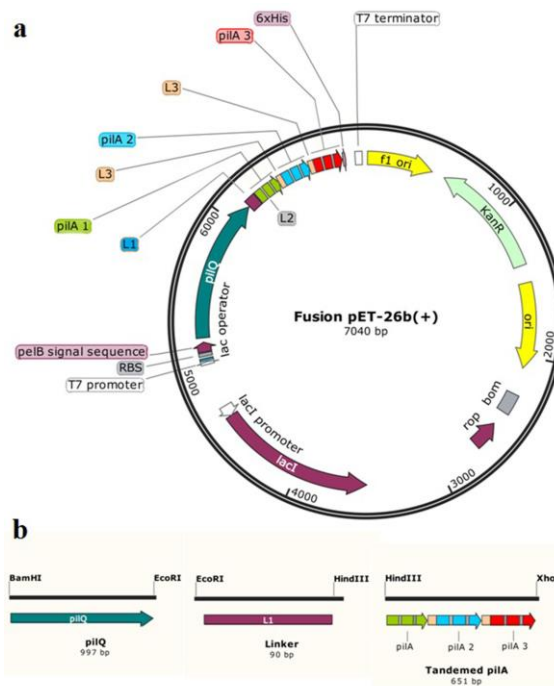 a
6xHis
T7 terminator
pilA 3
L3
pilA 2
L3
pilA 1
L1
L2
f1 ori
KanR
ori
bom
rop
lacI
lacI promoter
T7 promoter
RBS
pelB signal sequence
lac operator
pilQ
1000
2000
3000
4000
5000
6000
Fusion pET-26b(+)
7040 bp
b
BamHI EcoRI
pilQ
pilQ
997 bp
EcoRI HindIII
L1
Linker
90 bp
HindIII Xho
pilA pilA 2 pilA 3
Tandemed pilA
651 bp